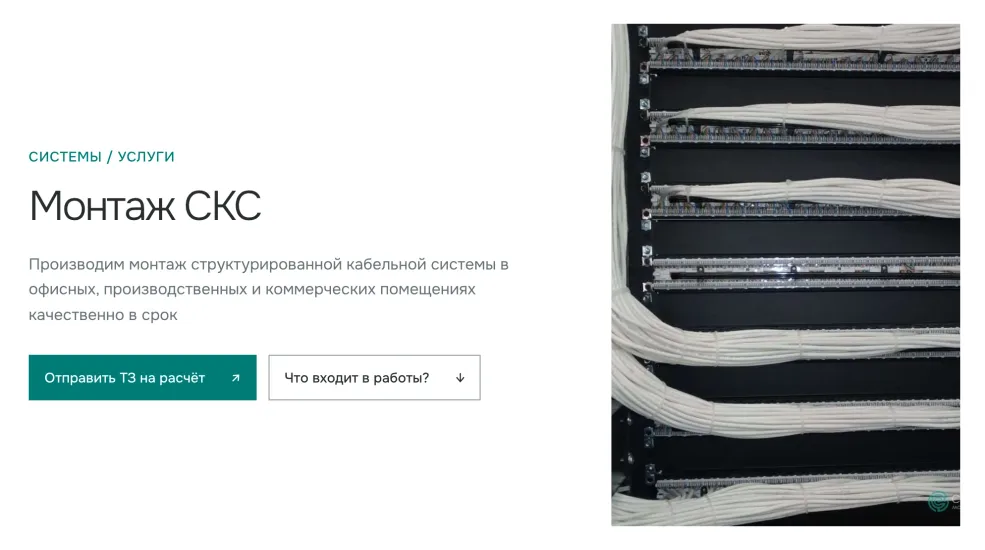 СИСТЕМЫ / УСЛУГИ
Монтаж СКС
Производим монтаж структурированной кабельной системы в
офисных, производственных и коммерческих помещениях
качественно в срок
Отправить ТЗ на расчёт ↗
Что входит в работы? ↓